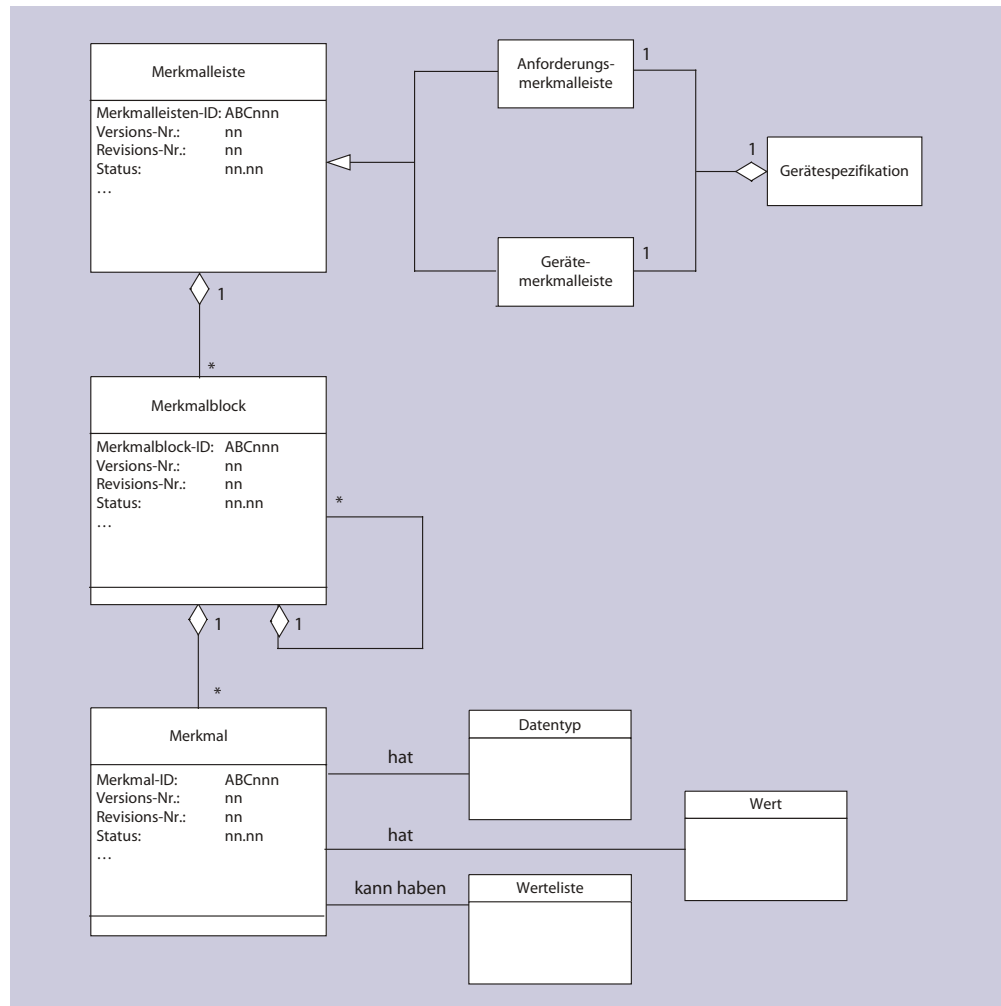 Merkmalleiste
Merkmalleisten-ID: ABCnnn
Versions-Nr.: nn
Revisions-Nr.: nn
Status: nn.nn
…
Anforderungs-
merkmalleiste
1
Geräte-
merkmalleiste
1
1
Gerätespezifikation
1
*
Merkmalblock
Merkmalblock-ID: ABCnnn
Versions-Nr.: nn
Revisions-Nr.: nn
Status: nn.nn
…
*
1
1
*
Merkmal
Merkmal-ID: ABCnnn
Versions-Nr.: nn
Revisions-Nr.: nn
Status: nn.nn
…
hat
Datentyp
hat
Wert
kann haben
Werteliste